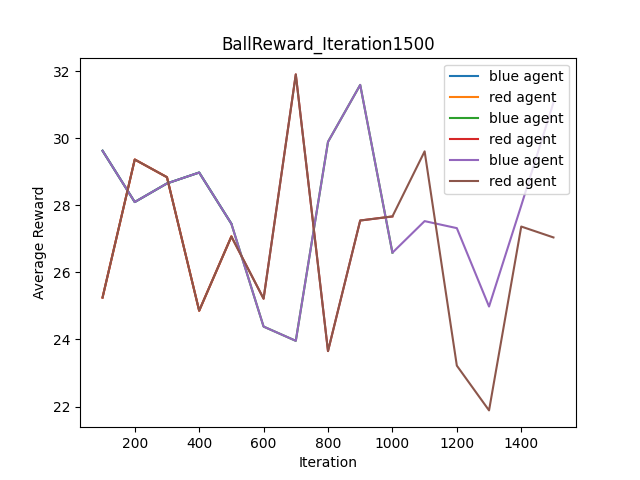 BallReward_Iteration1500
32
30
28
26
24
22
Average Reward
blue agent
red agent
blue agent
red agent
blue agent
red agent
200
400
600
800
1000
1200
1400
Iteration